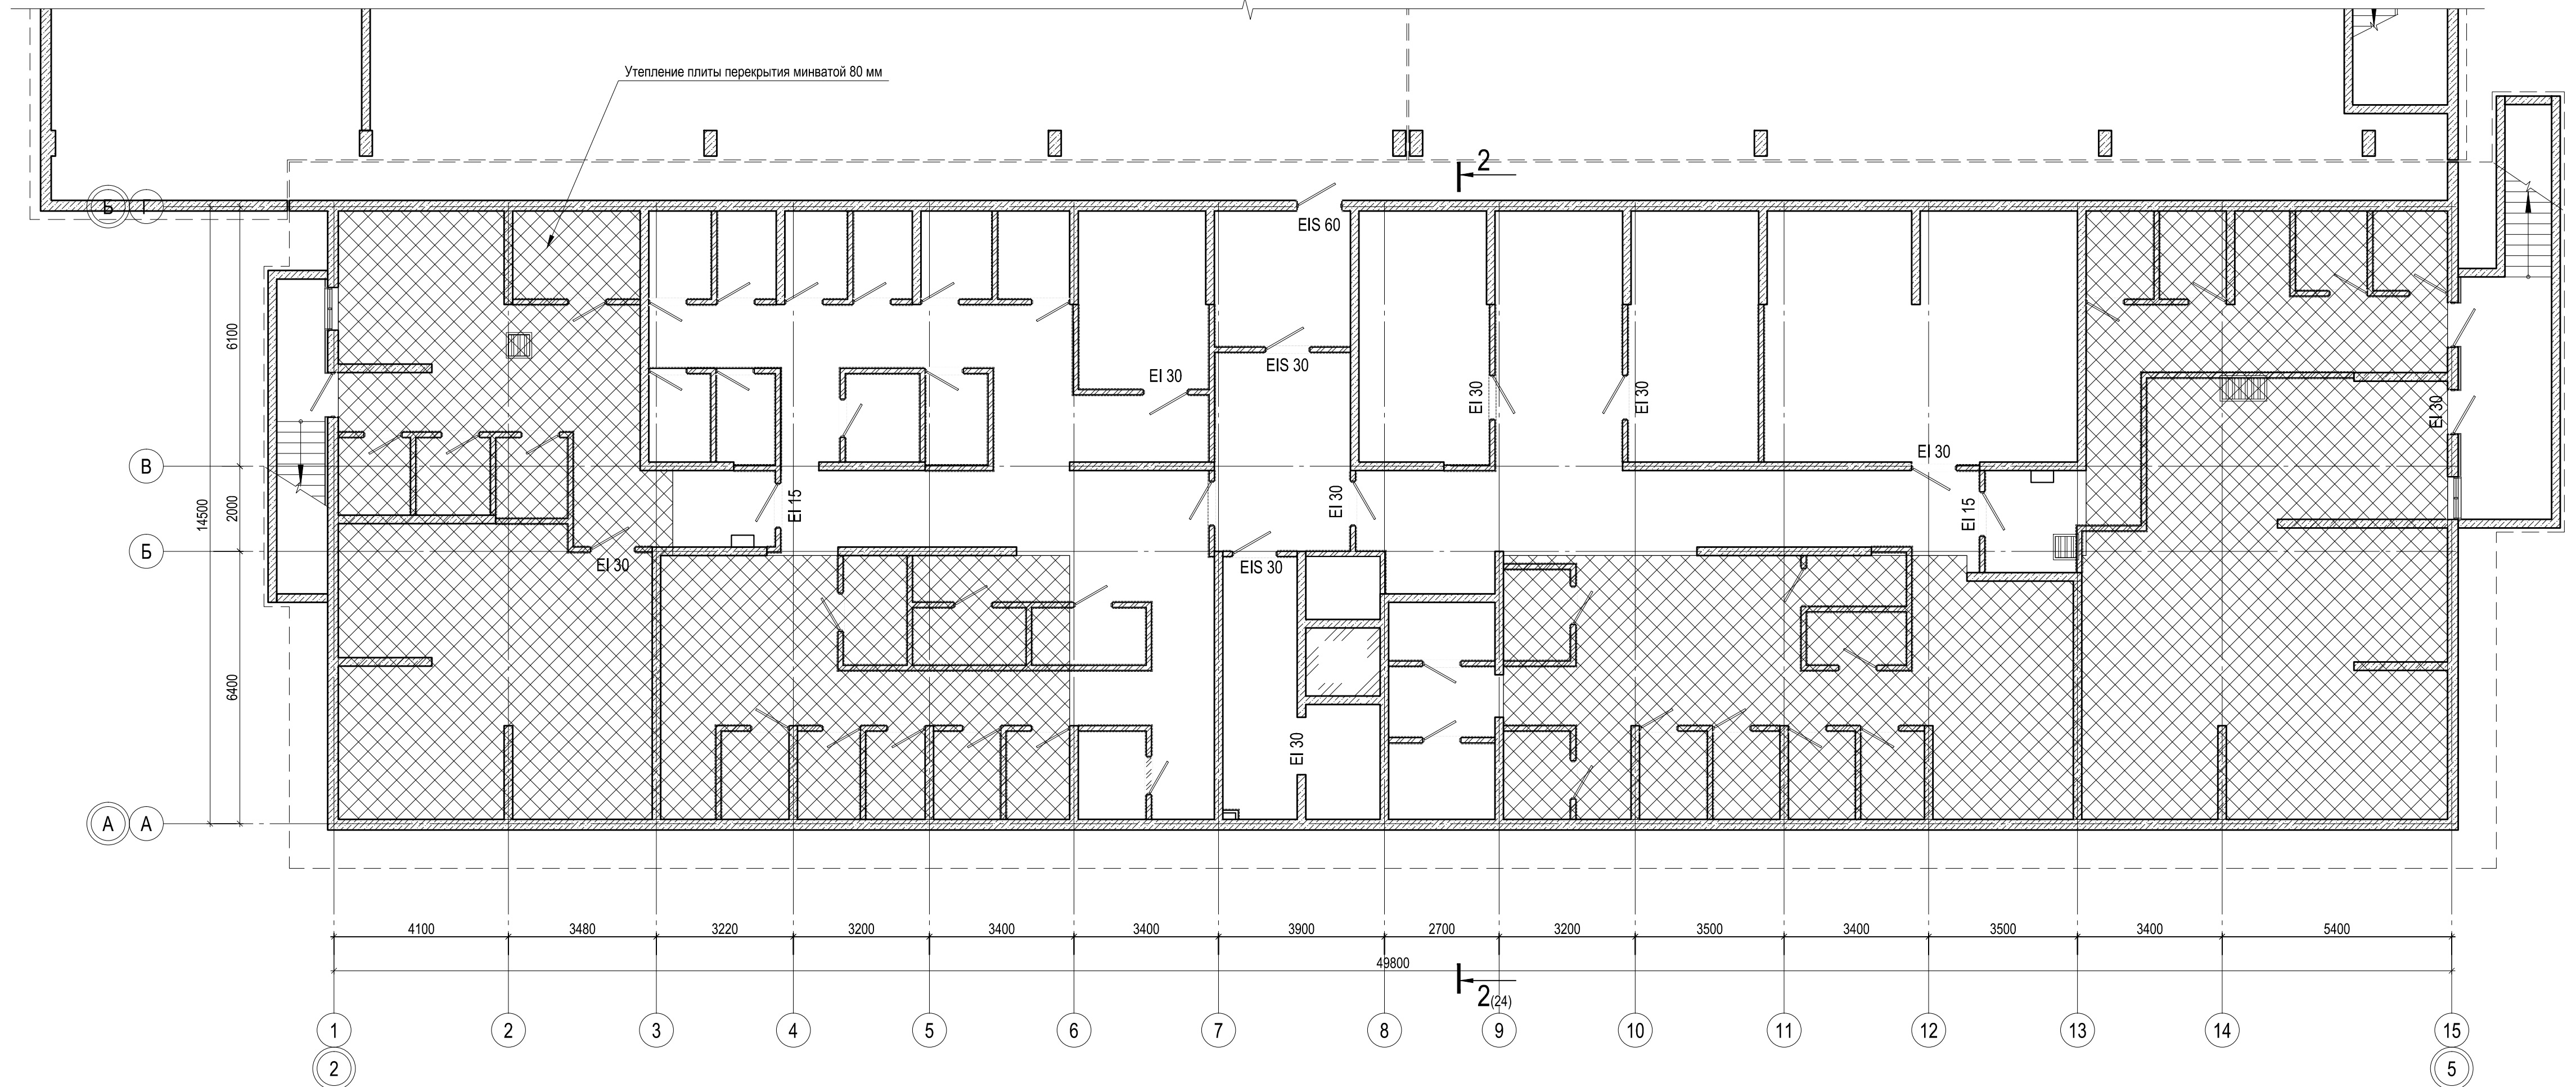 Утепление плиты перекрытия минватой 80 мм
2
Б
Г
EIS 60
6100
EIS 30
EI 30
EI 30
EI 30
EI 30
В
EI 30
14500
2000
EI 15
EI 30
EI 15
Б
EI 30
EIS 30
6400
EI 30
А
А
4100
3480
3220
3200
3400
3400
3900
2700
3200
3500
3400
3500
3400
5400
49800
2(24)
1
2
3
4
5
6
7
8
9
10
11
12
13
14
15
2
5